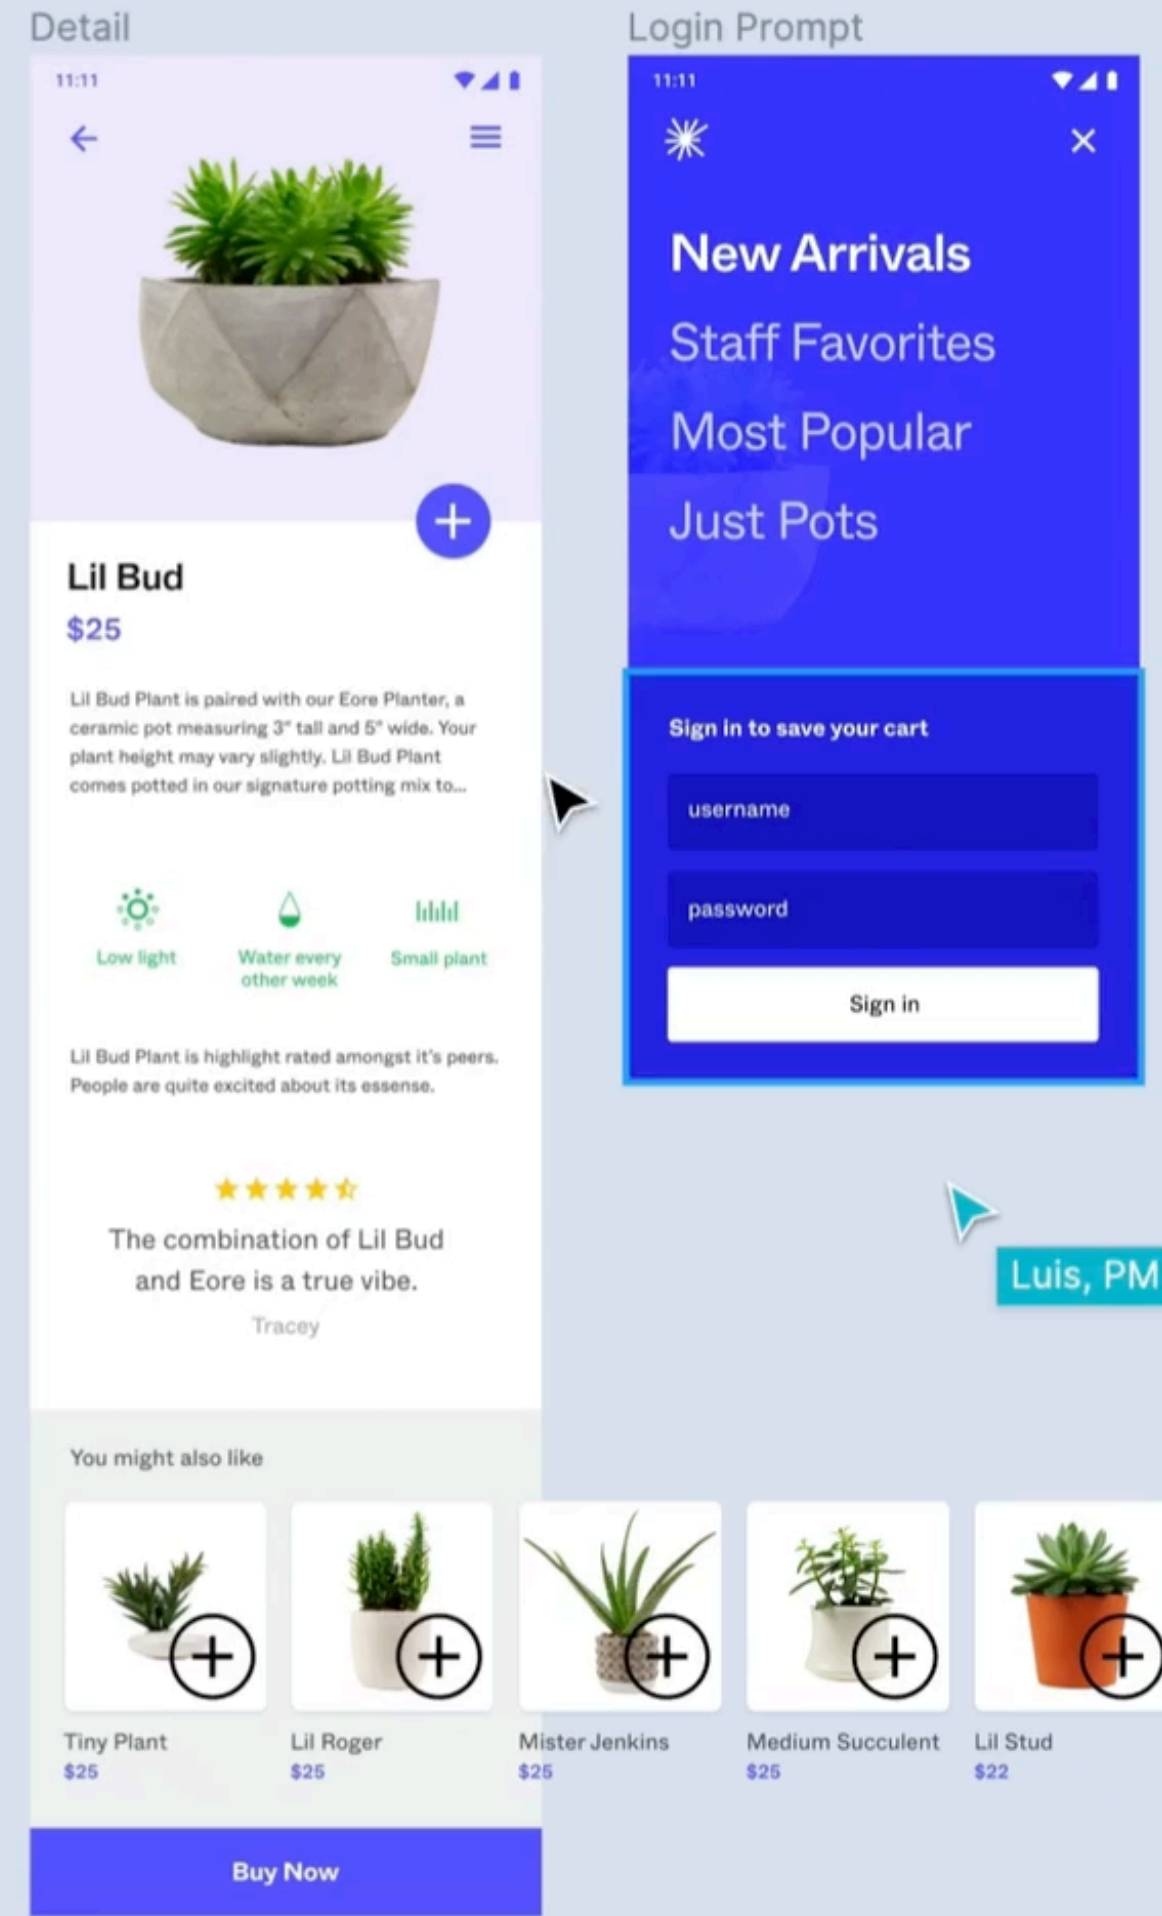 Detail
11:11
Lil Bud
$25
Lil Bud Plant is paired with our Eore Planter, a
ceramic pot measuring 3" tall and 5" wide. Your
plant height may vary slightly. Lil Bud Plant
comes potted in our signature potting mix to...
Low light
Water every
other week
Small plant
Lil Bud Plant is highlight rated amongst it's peers.
People are quite excited about its essense.
The combination of Lil Bud
and Eore is a true vibe.
Tracey
You might also like
Tiny Plant
$25
Lil Roger
$25
Mister Jenkins
$25
Medium Succulent
$25
Lil Stud
$22
Buy Now
Login Prompt
11:11
New Arrivals
Staff Favorites
Most Popular
Just Pots
Sign in to save your cart
username
password
Sign in
Luis, PM